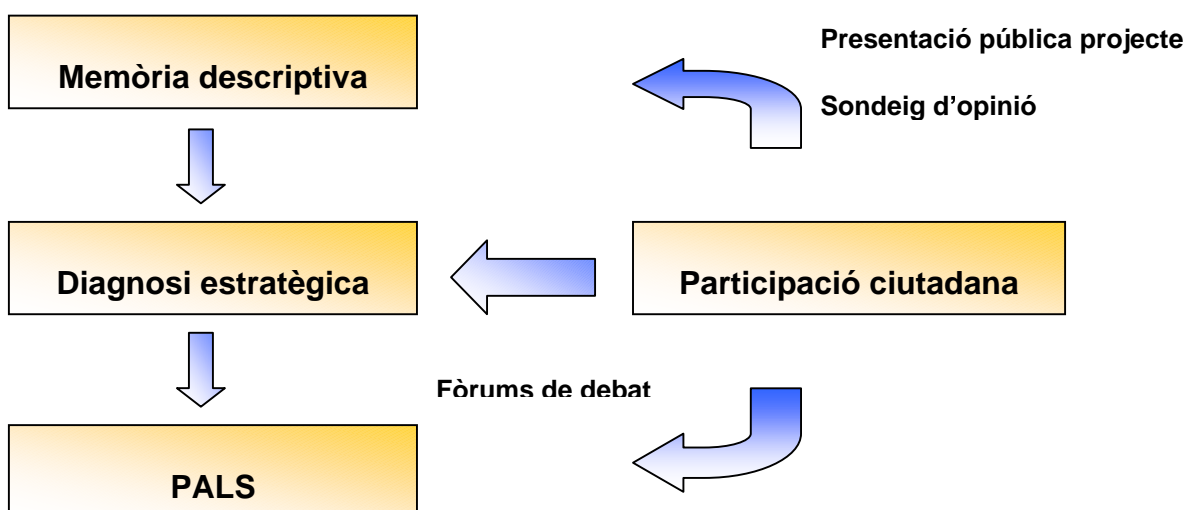 Presentació pública projecte
Memòria descriptiva
Sondeig d’opinió
Diagnosi estratègica
Participació ciutadana
Fòrums de debat
PALS